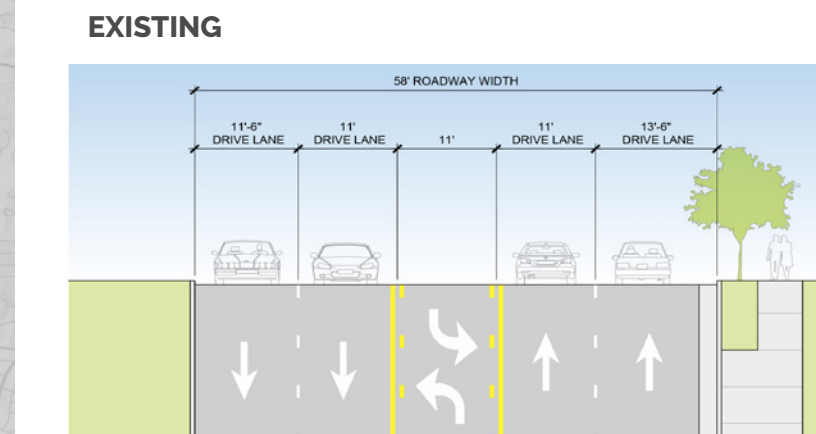 EXISTING
58' ROADWAY WIDTH
11'-6"
DRIVE LANE
11'
DRIVE LANE
11'
11'
DRIVE LANE
13'-6"
DRIVE LANE